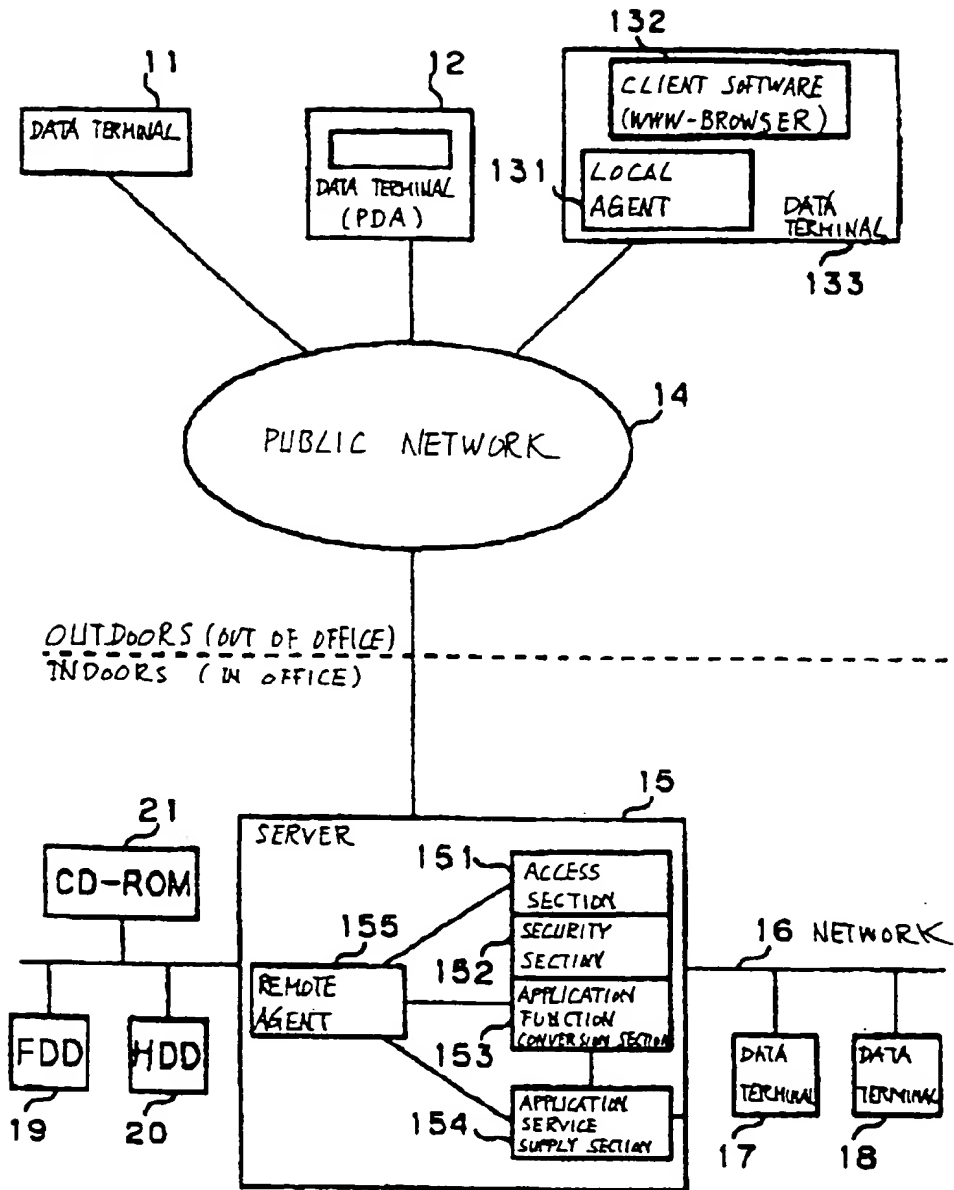 11
12
132
DATA TERMINAL
DATA TERMINAL
(PDA)
CLIENT SOFTWARE
(WWW-BROWSER)
131
LOCAL
AGENT
DATA
TERMINAL
133
14
PUBLIC NETWORK
OUTDOORS (OUT OF OFFICE)
INDOORS (IN OFFICE)
15
SERVER
21
CD-ROM
151
ACCESS
SECTION
155
152
SECURITY
SECTION
16 NETWORK
REMOTE
AGENT
153
APPLICATION
FUNCTION
CONVERSION SECTION
FDD
HDD
DATA
TERMINAL
DATA
TERMINAL
154
APPLICATION
SERVICE
SUPPLY SECTION
19
20
17
18